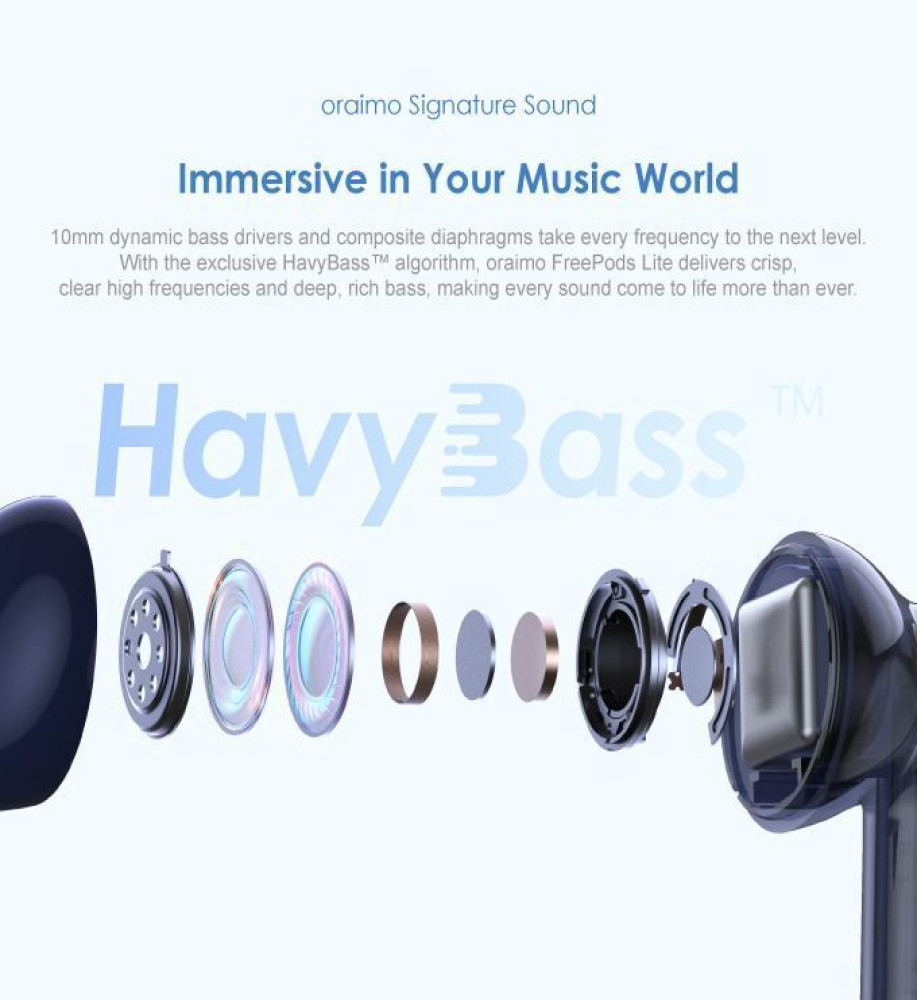 oraimo Signature Sound
Immersive in Your Music World
10mm dynamic bass drivers and composite diaphragms take every frequency to the next level.
With the exclusive HavyBass™ algorithm, oraimo FreePods Lite delivers crisp,
clear high frequencies and deep, rich bass, making every sound come to life more than ever.
HavyBass™